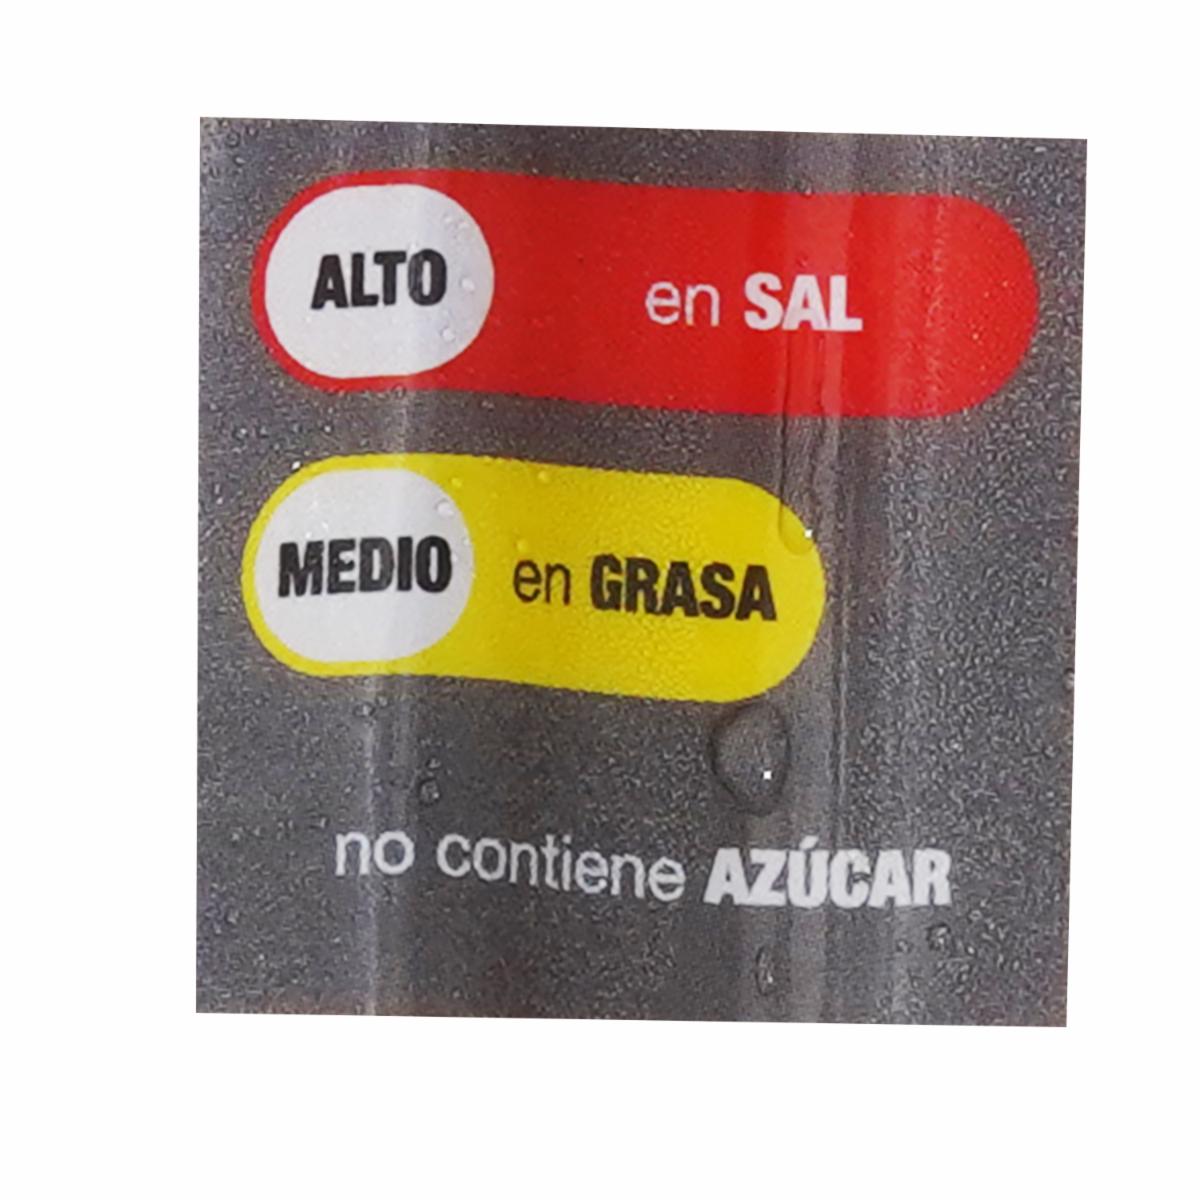 ALTO en SAL
MEDIO en GRASA
no contiene AZÚCAR